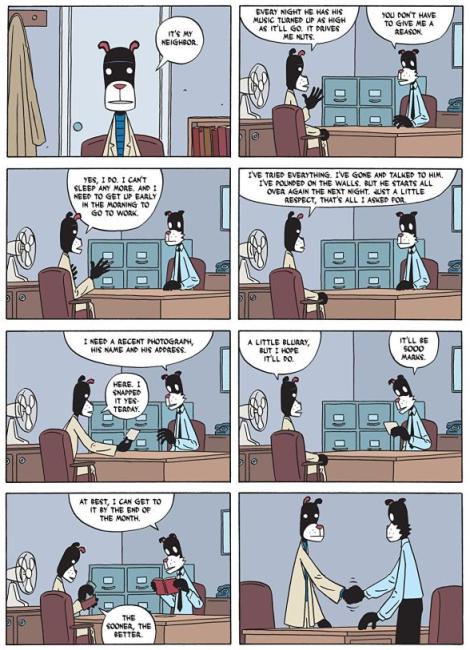 IT'S MY
NEIGHBOR.
EVERY NIGHT HE HAS HIS
MUSIC TURNED UP AS HIGH
AS IT'LL GO. IT DRIVES
ME NUTS.
YOU DON'T HAVE
TO GIVE ME A
REASON.
YES, I DO. I CAN'T
SLEEP ANY MORE. AND I
NEED TO GET UP EARLY
IN THE MORNING TO
GO TO WORK.
I'VE TRIED EVERYTHING. I'VE GONE AND TALKED TO HIM.
I'VE POUNDED ON THE WALLS. BUT HE STARTS ALL
OVER AGAIN THE NEXT NIGHT. JUST A LITTLE
RESPECT, THAT'S ALL I ASKED FOR.
I NEED A RECENT PHOTOGRAPH,
HIS NAME AND HIS ADDRESS.
HERE. I
SNAPPED
IT YES-
TERDAY.
A LITTLE BLURRY,
BUT I HOPE
IT'LL DO.
IT'LL BE
5000
MARKS.
AT BEST, I CAN GET TO
IT BY THE END OF
THE MONTH.
THE
SOONER, THE
BETTER.